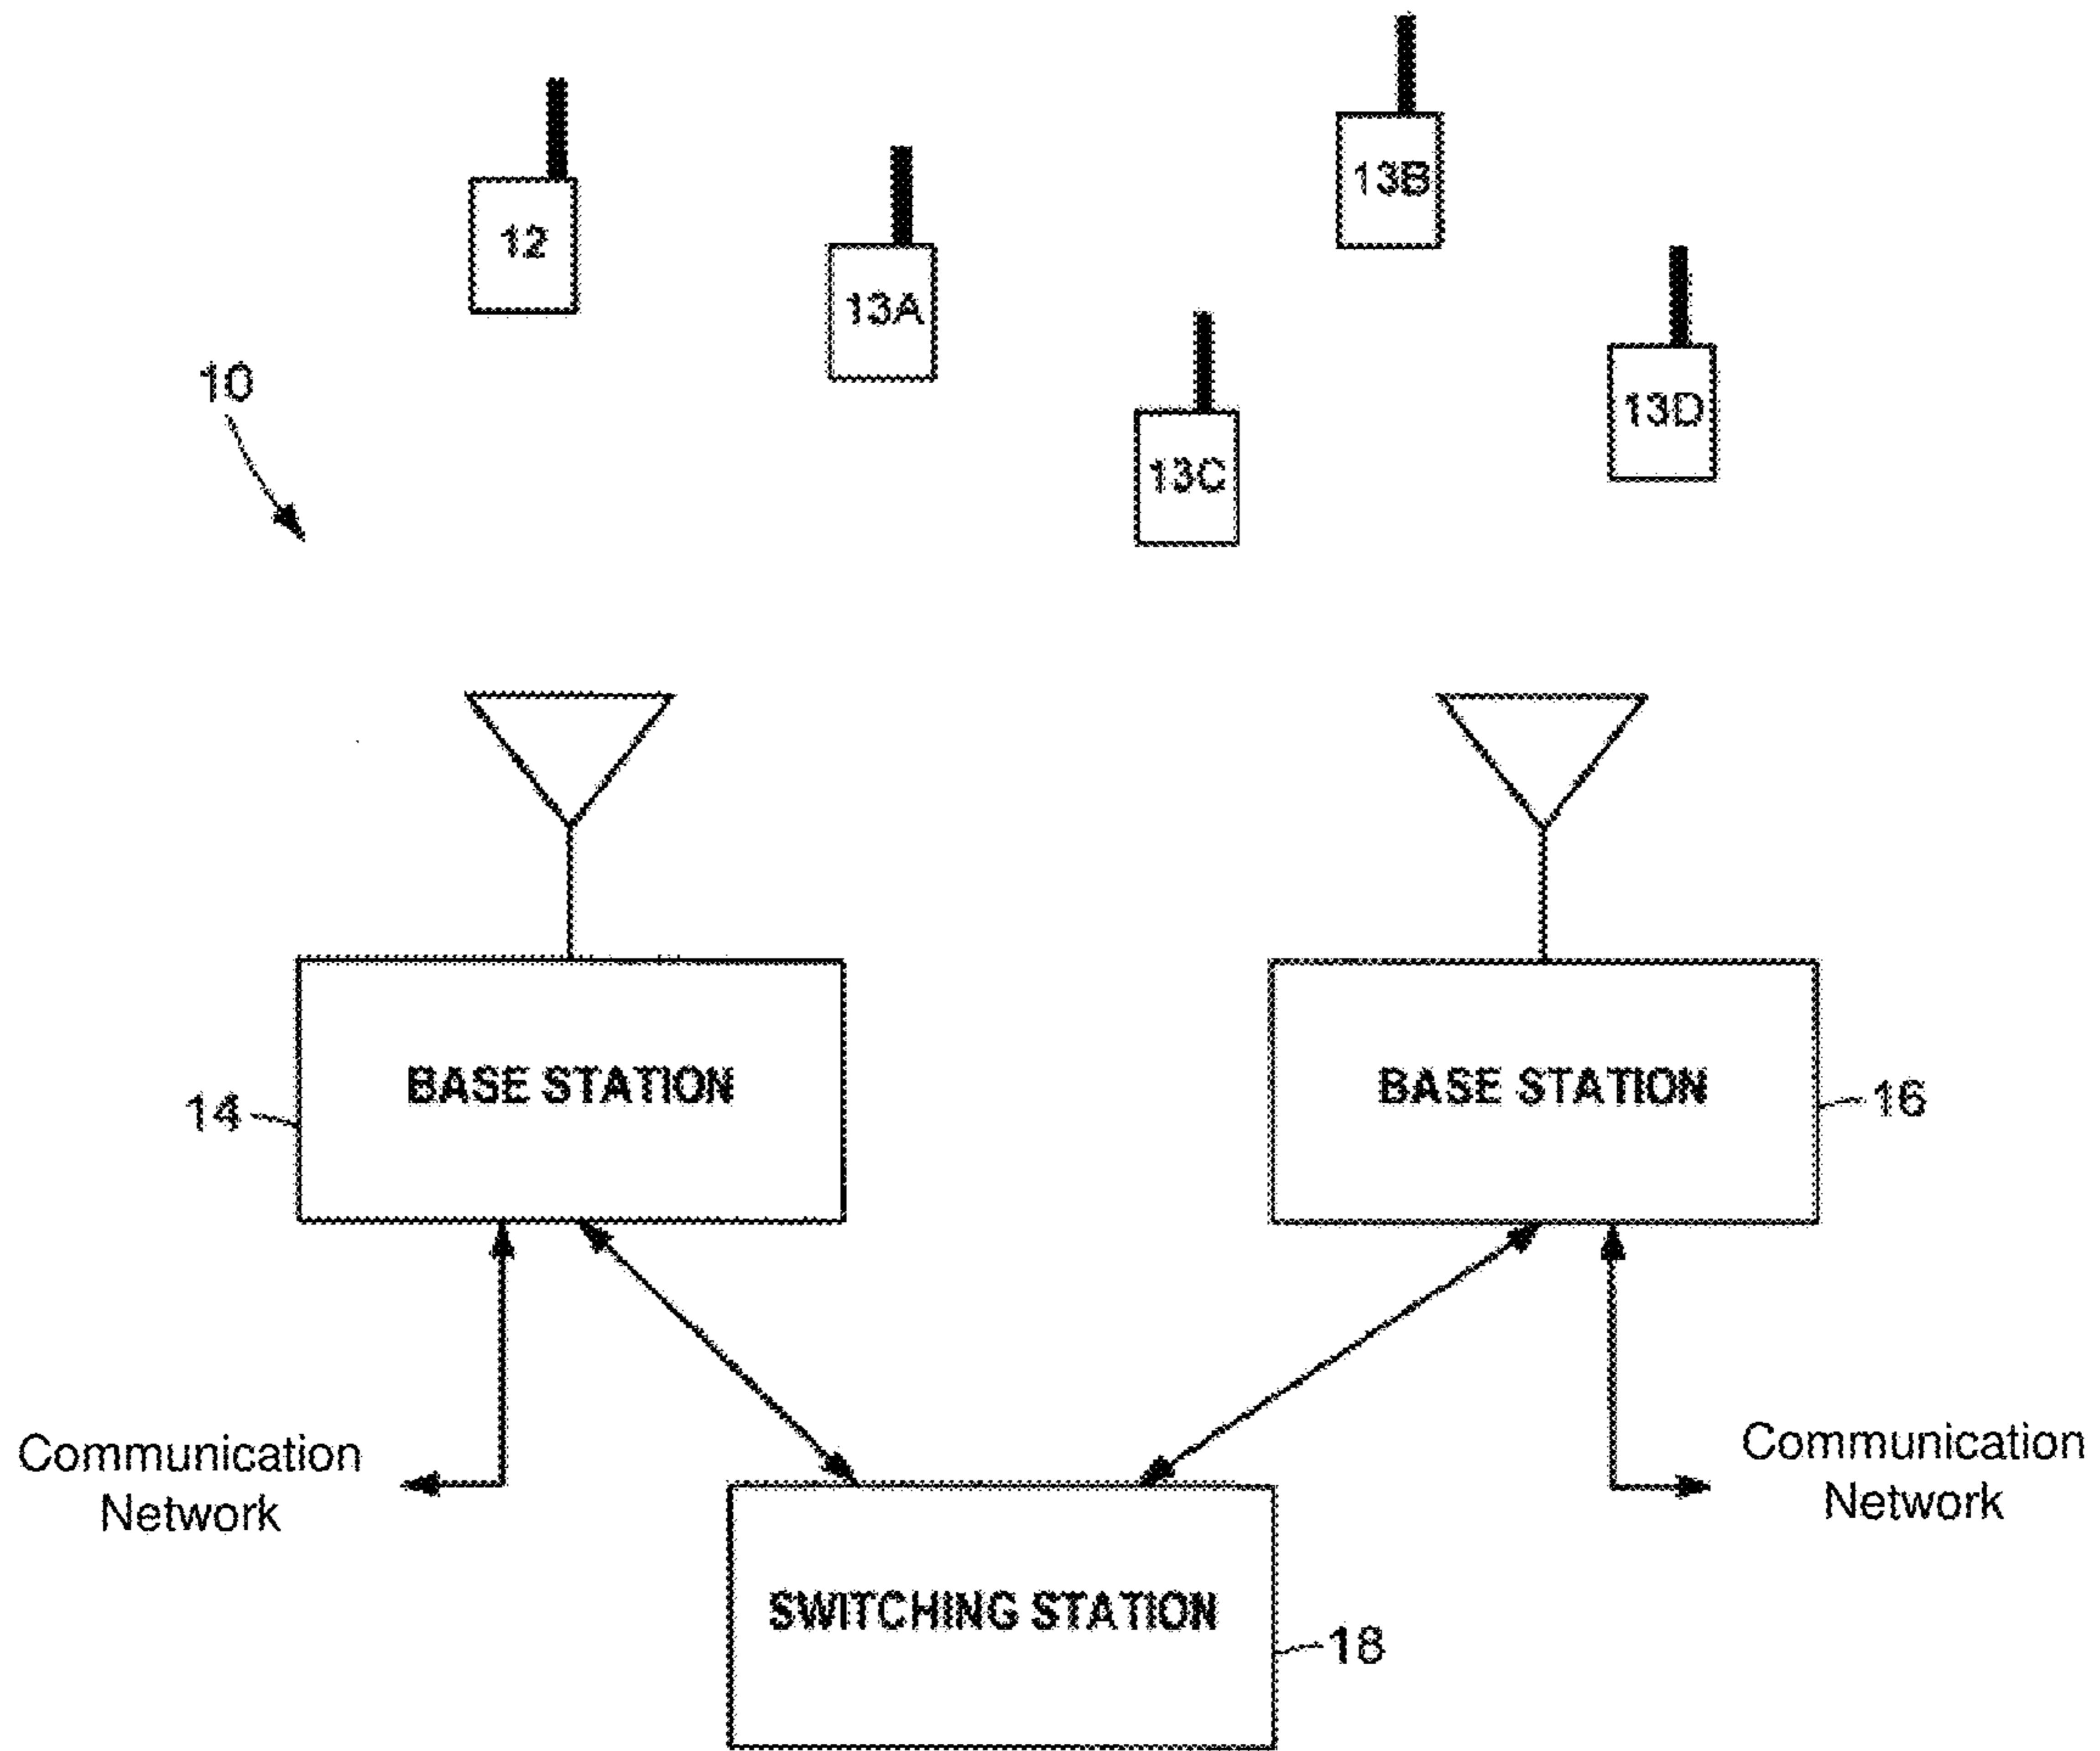 13B
12
13A
10
13D
13C
BASE STATION
BASE STATION
14
16
Communication
Network
Communication
Network
SWITCHING STATION
18